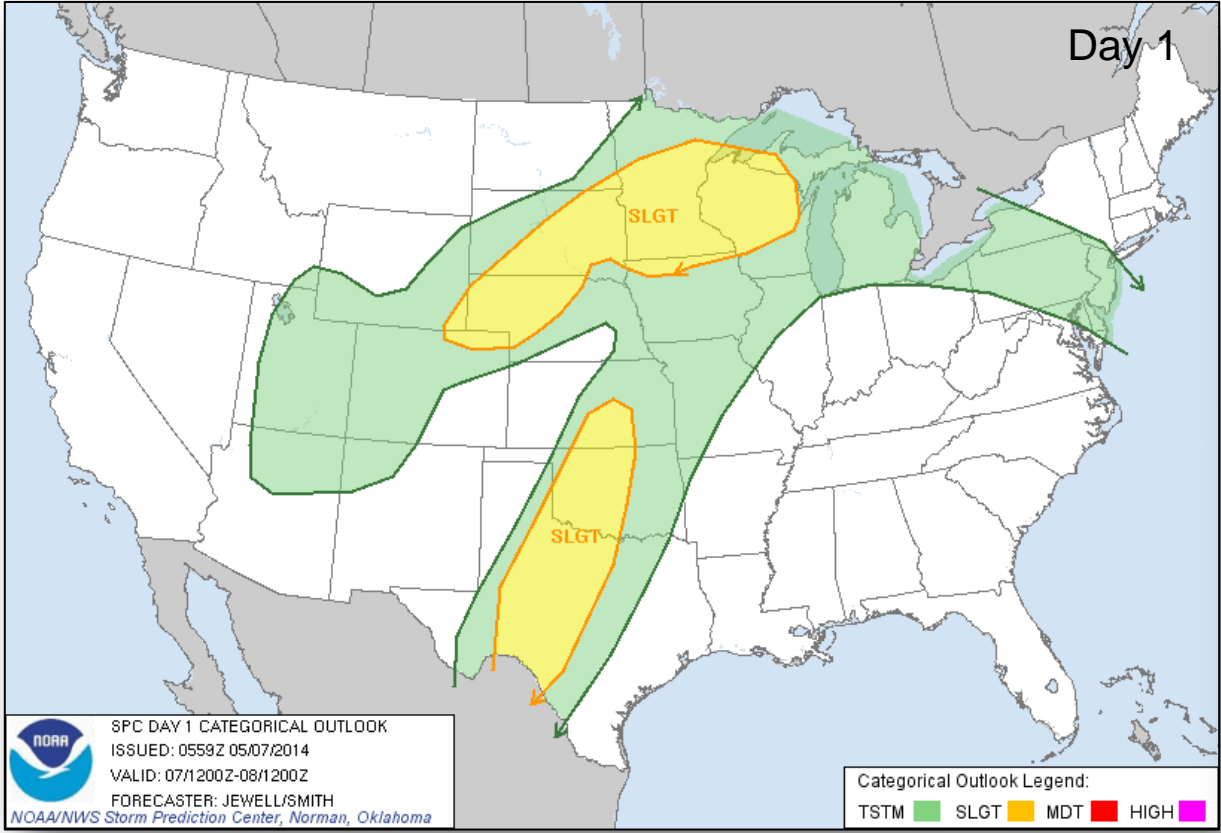 Day 1
SLGT
SLGT
NOAA
SPC DAY 1 CATEGORICAL OUTLOOK
ISSUED: 0559Z 05/07/2014
VALID: 07/1200Z-08/1200Z
FORECASTER: JEWELL/SMITH
NOAA/NWS Storm Prediction Center, Norman, Oklahoma
Categorical Outlook Legend:
TSTM SLGT MDT HIGH